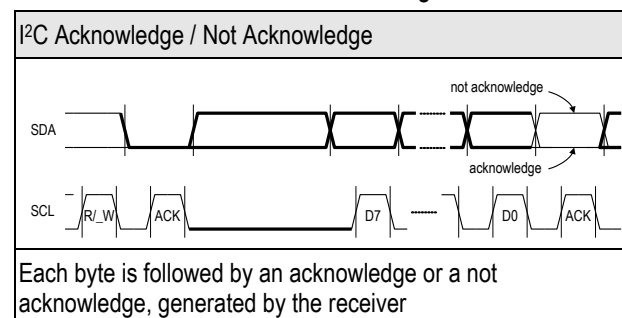 I²C Acknowledge / Not Acknowledge
not acknowledge
SDA
acknowledge
SCL R/_W ACK D7 D0 ACK
Each byte is followed by an acknowledge or a not
acknowledge, generated by the receiver